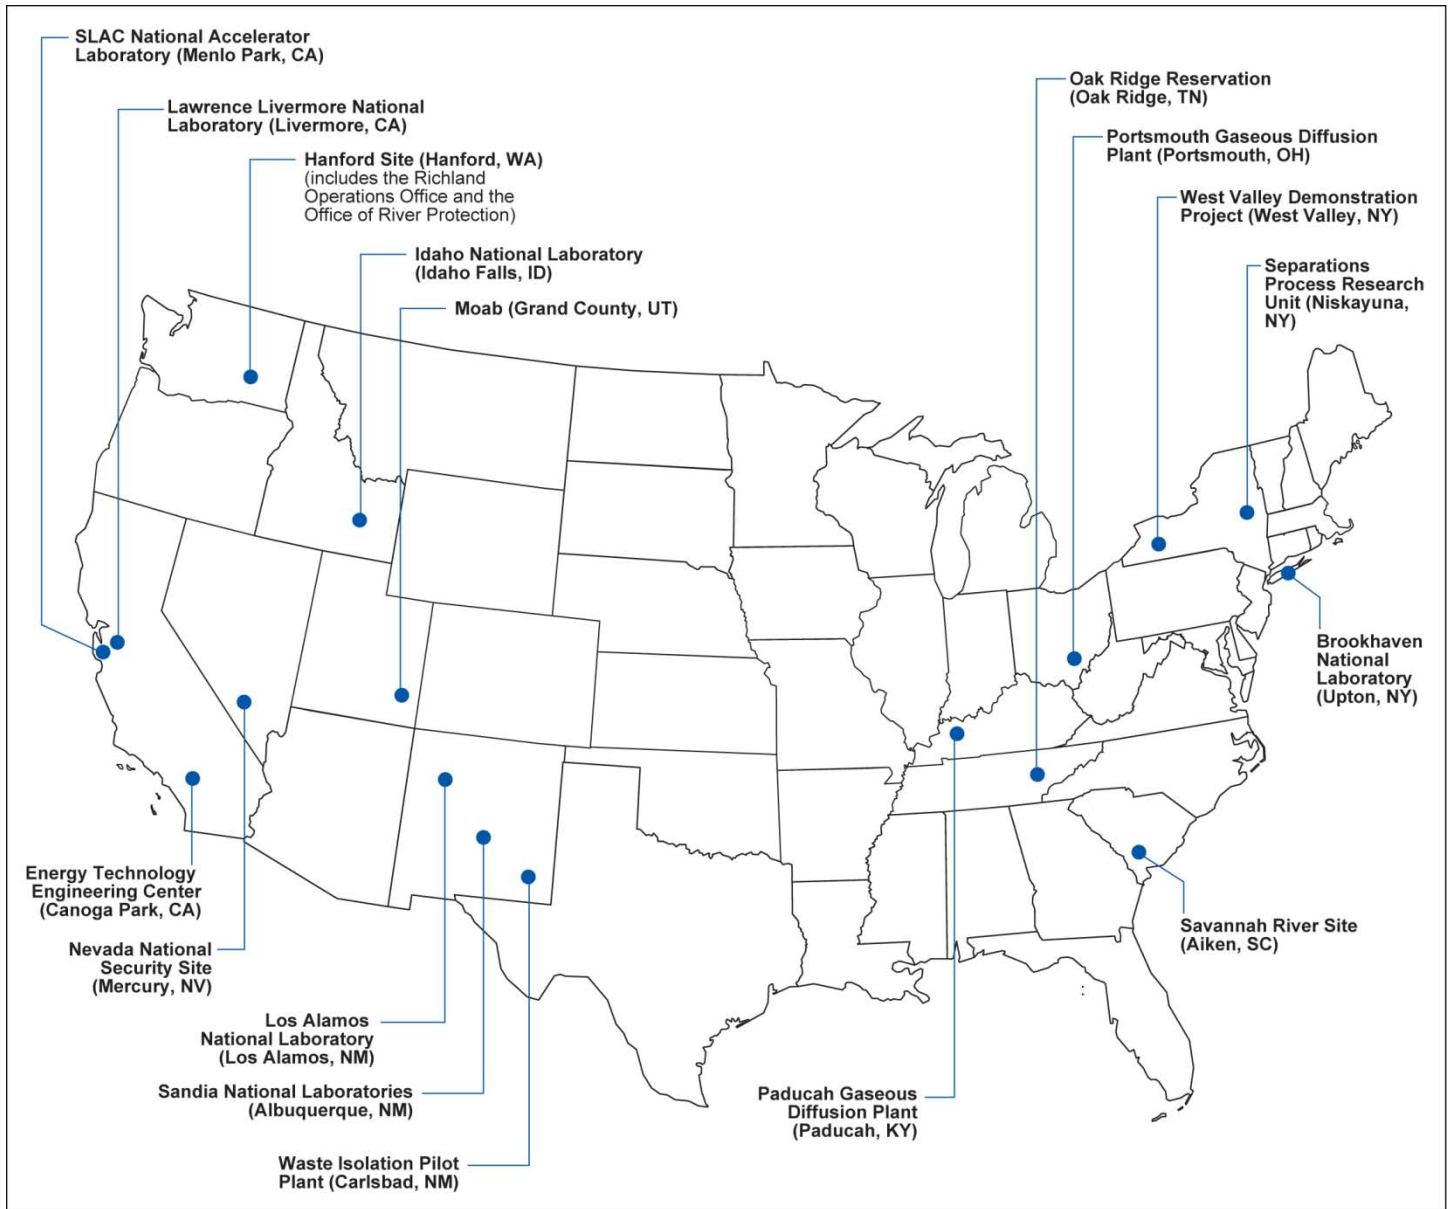 SLAC National Accelerator
Laboratory (Menlo Park, CA)
Lawrence Livermore National
Laboratory (Livermore, CA)
Hanford Site (Hanford, WA)
(includes the Richland
Operations Office and the
Office of River Protection)
Idaho National Laboratory
(Idaho Falls, ID)
Moab (Grand County, UT)
Oak Ridge Reservation
(Oak Ridge, TN)
Portsmouth Gaseous Diffusion
Plant (Portsmouth, OH)
West Valley Demonstration
Project (West Valley, NY)
Separations
Process Research
Unit (Niskayuna,
NY)
Brookhaven
National
Laboratory
(Upton, NY)
Energy Technology
Engineering Center
(Canoga Park, CA)
Nevada National
Security Site
(Mercury, NV)
Los Alamos
National Laboratory
(Los Alamos, NM)
Sandia National Laboratories
(Albuquerque, NM)
Waste Isolation Pilot
Plant (Carlsbad, NM)
Paducah Gaseous
Diffusion Plant
(Paducah, KY)
Savannah River Site
(Aiken, SC)